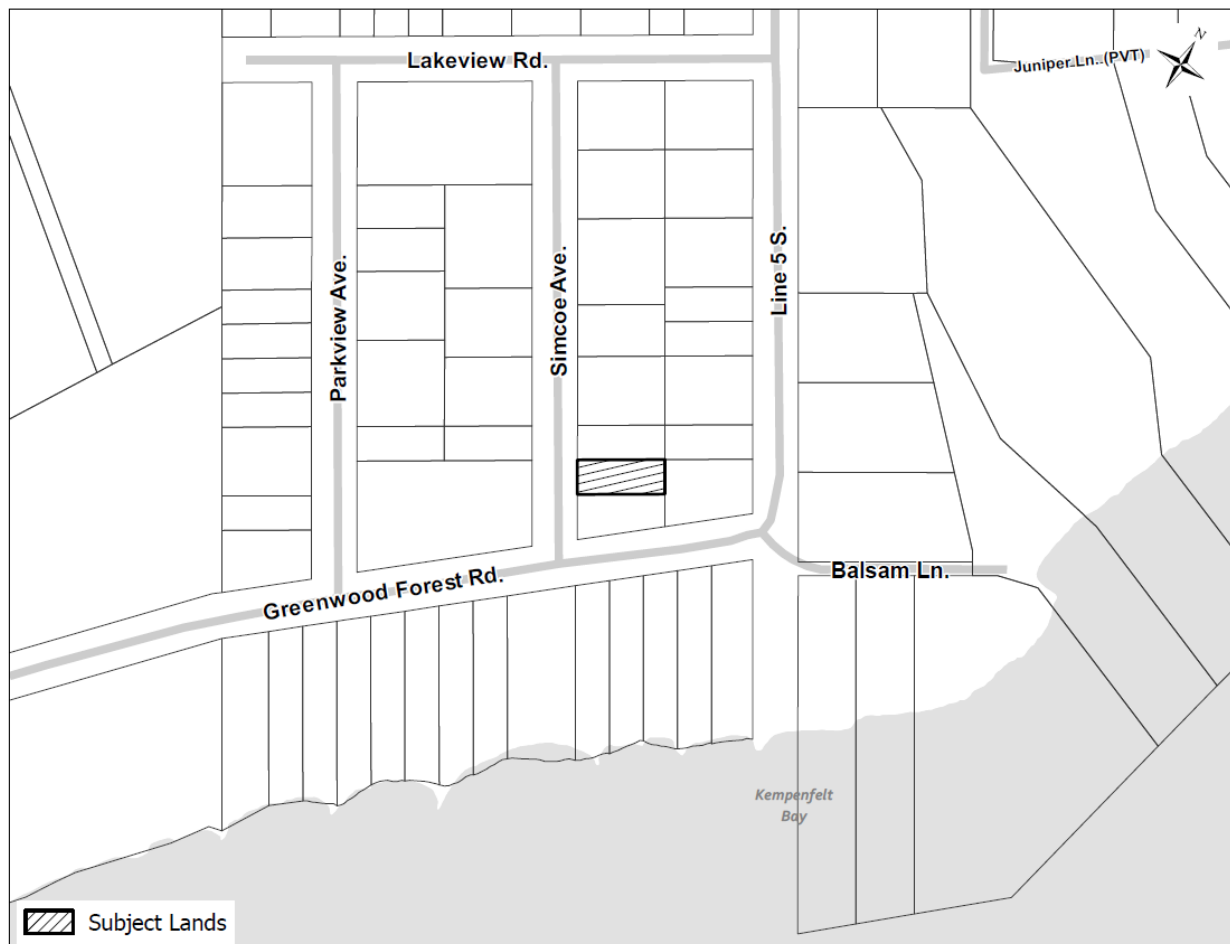 Lakeview Rd.
Juniper Ln. (PVT)
N
Parkview Ave.
Simcoe Ave.
Line 5 S.
Greenwood Forest Rd.
Balsam Ln.
Kempenfelt
Bay
Subject Lands